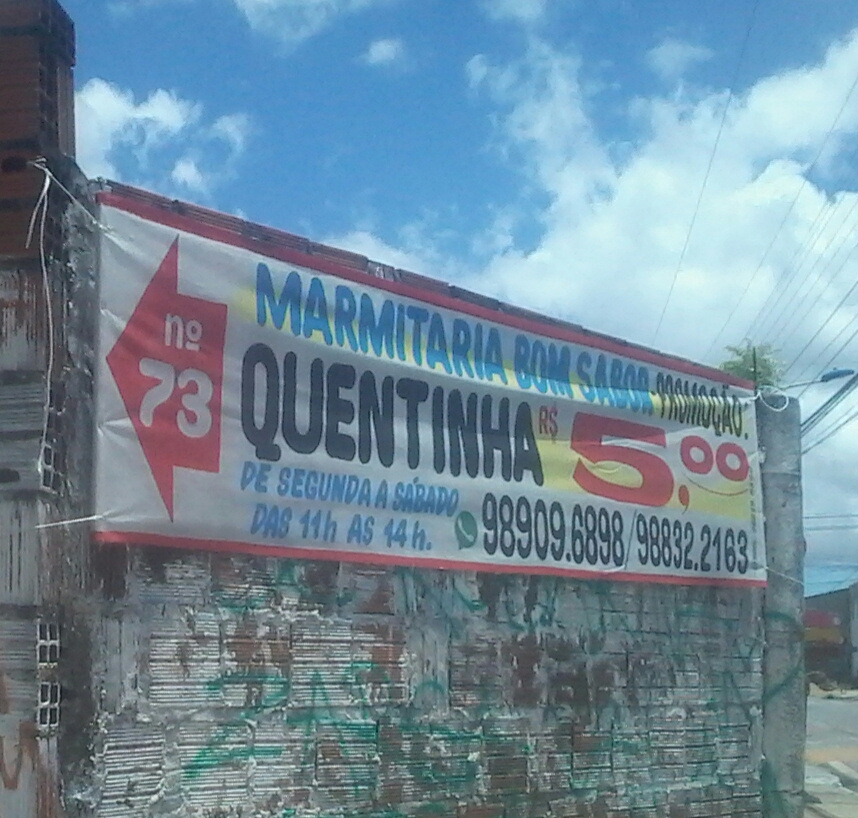 nº
73
MARMITARIA BOM SABOR PROMOÇÃO.
QUENTINHA R$ 5,00
DE SEGUNDA A SÁBADO
DAS 11h AS 14h.
98909.6898/98832.2163